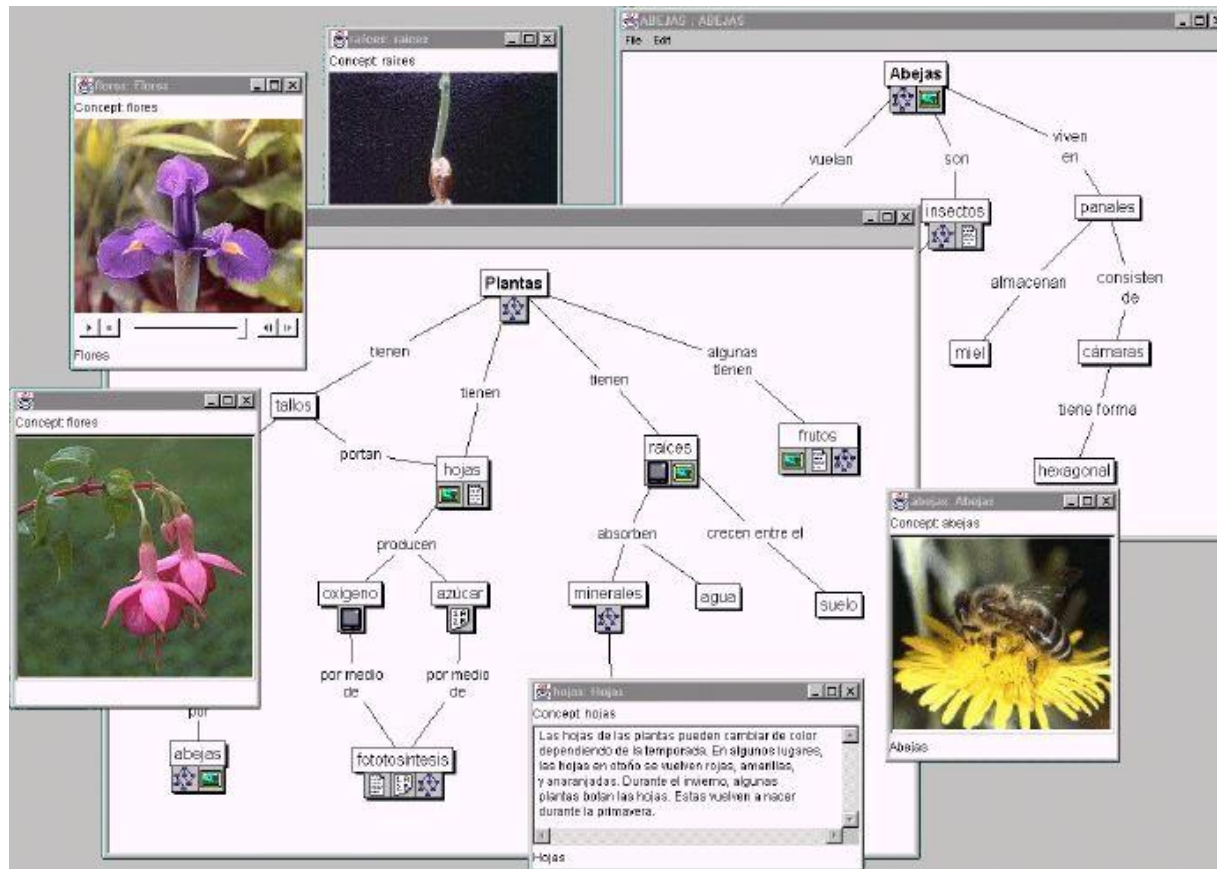 flores: Flores
Concept: flores
Flores
raíces: raices
Concept: raices
ABEJAS : ABEJAS
File Edit
Abejas
vuelan
son
viven
en
insectos
panales
almacenan
consisten
de
miel
cámaras
tiene forma
hexagonal
Plantas
tienen
tienen
tienen
algunas
tienen
tallos
portan
hojas
raíces
frutos
producen
absorben
crecen entre el
oxígeno
azúcar
minerales
agua
suelo
por medio
de
por medio
de
fototosíntesis
por
abejas
Concept: flores
hojas: Hojas
Concept: hojas
Las hojas de las plantas pueden cambiar de color
dependiendo de la temporada. En algunos lugares,
las hojas en otoño se vuelven rojas, amarillas,
y anaranjadas. Durante el invierno, algunas
plantas botan las hojas. Estas vuelven a nacer
durante la primavera.
Hojas
abejas: Abejas
Concept: abejas
Abejas